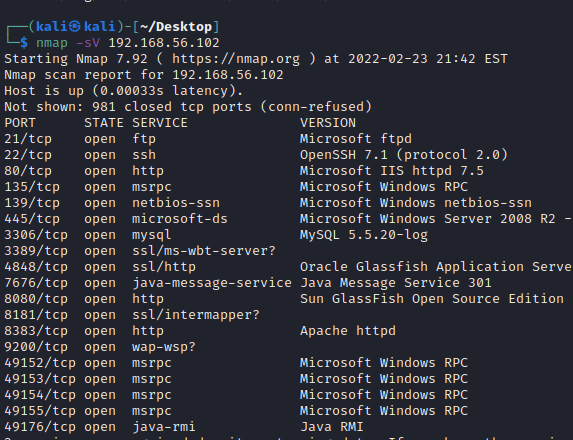 ┌──(kali㉿kali)-[~/Desktop]
└─$ nmap -sV 192.168.56.102
Starting Nmap 7.92 ( https://nmap.org ) at 2022-02-23 21:42 EST
Nmap scan report for 192.168.56.102
Host is up (0.00033s latency).
Not shown: 981 closed tcp ports (conn-refused)
PORT      STATE SERVICE              VERSION
21/tcp    open  ftp                  Microsoft ftpd
22/tcp    open  ssh                  OpenSSH 7.1 (protocol 2.0)
80/tcp    open  http                 Microsoft IIS httpd 7.5
135/tcp   open  msrpc                Microsoft Windows RPC
139/tcp   open  netbios-ssn          Microsoft Windows netbios-ssn
445/tcp   open  microsoft-ds         Microsoft Windows Server 2008 R2 -
3306/tcp  open  mysql                MySQL 5.5.20-log
3389/tcp  open  ssl/ms-wbt-server?
4848/tcp  open  ssl/http             Oracle Glassfish Application Serve
7676/tcp  open  java-message-service Java Message Service 301
8080/tcp  open  http                 Sun GlassFish Open Source Edition
8181/tcp  open  ssl/intermapper?
8383/tcp  open  http                 Apache httpd
9200/tcp  open  wap-wsp?
49152/tcp open  msrpc                Microsoft Windows RPC
49153/tcp open  msrpc                Microsoft Windows RPC
49154/tcp open  msrpc                Microsoft Windows RPC
49155/tcp open  msrpc                Microsoft Windows RPC
49176/tcp open  java-rmi             Java RMI